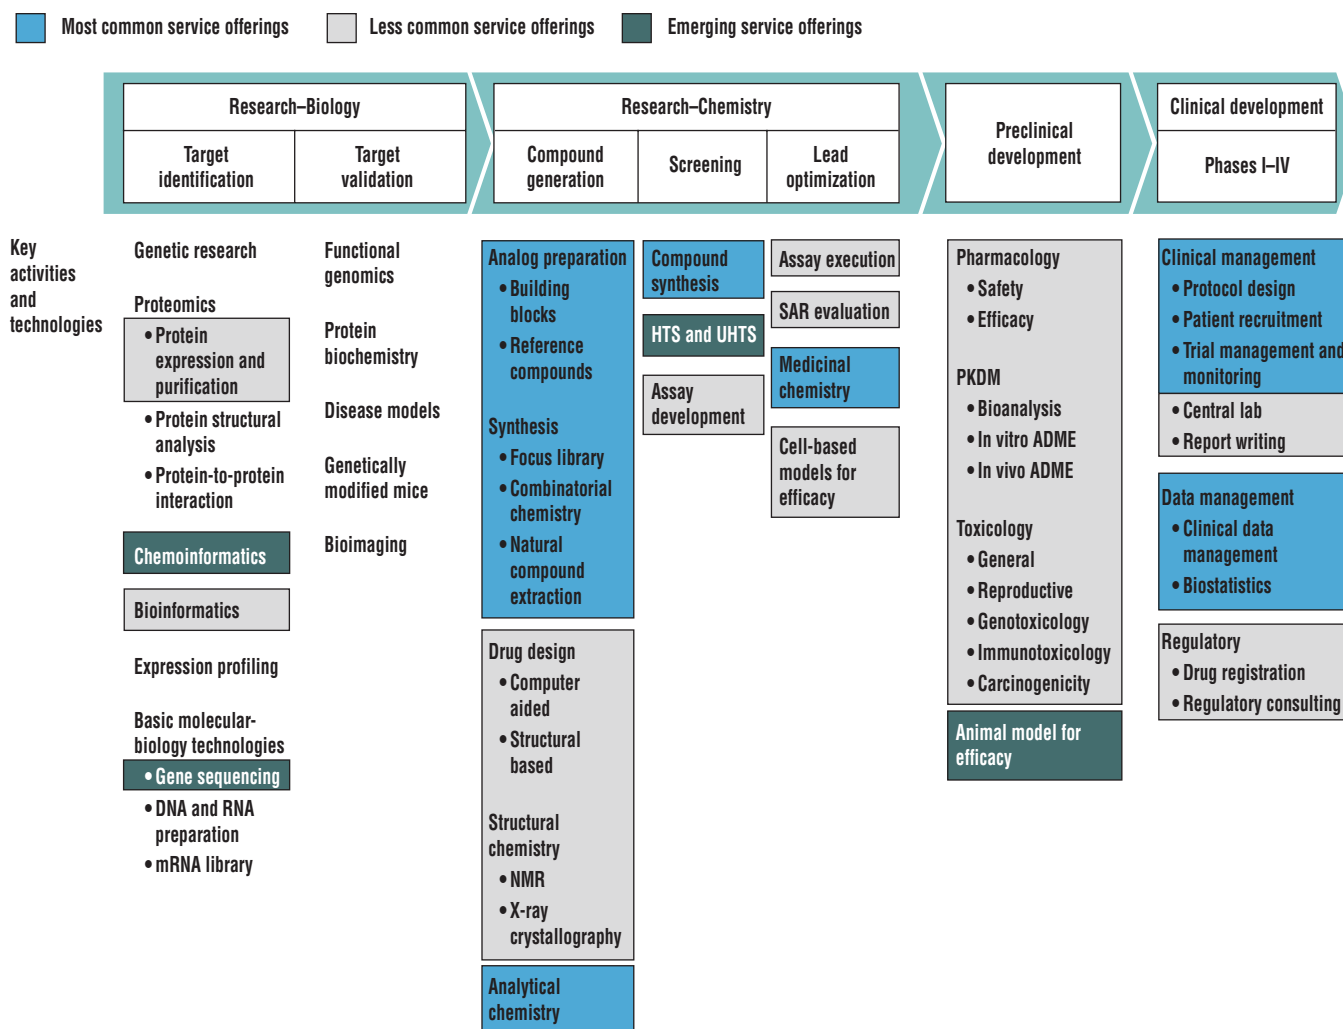 Most common service offerings
Less common service offerings
Emerging service offerings
Research–Biology
Research–Chemistry
Preclinical
development
Clinical development
Target
identification
Target
validation
Compound
generation
Screening
Lead
optimization
Phases I–IV
Key
activities
and
technologies
Genetic research
Proteomics
• Protein
expression and
purification
• Protein structural
analysis
• Protein-to-protein
interaction
Chemoinformatics
Bioinformatics
Expression profiling
Basic molecular-
biology technologies
• Gene sequencing
• DNA and RNA
preparation
• mRNA library
Functional
genomics
Protein
biochemistry
Disease models
Genetically
modified mice
Bioimaging
Analog preparation
• Building
blocks
• Reference
compounds
Synthesis
• Focus library
• Combinatorial
chemistry
• Natural
compound
extraction
Drug design
• Computer
aided
• Structural
based
Structural
chemistry
• NMR
• X-ray
crystallography
Analytical
chemistry
Compound
synthesis
HTS and UHTS
Assay
development
Assay execution
SAR evaluation
Medicinal
chemistry
Cell-based
models for
efficacy
Pharmacology
• Safety
• Efficacy
PKDM
• Bioanalysis
• In vitro ADME
• In vivo ADME
Toxicology
• General
• Reproductive
• Genotoxicology
• Immunotoxicology
• Carcinogenicity
Animal model for
efficacy
Clinical management
• Protocol design
• Patient recruitment
• Trial management and
monitoring
• Central lab
• Report writing
Data management
• Clinical data
management
• Biostatistics
Regulatory
• Drug registration
• Regulatory consulting